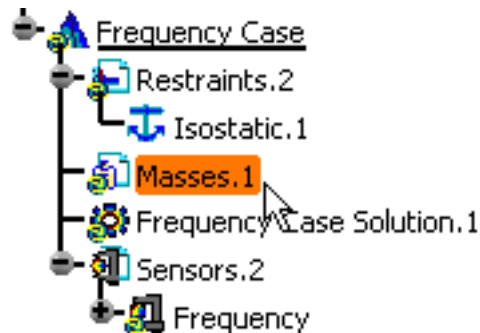 Frequency Case
Restraints.2
Isostatic.1
Masses.1
Frequency Case Solution.1
Sensors.2
Frequency